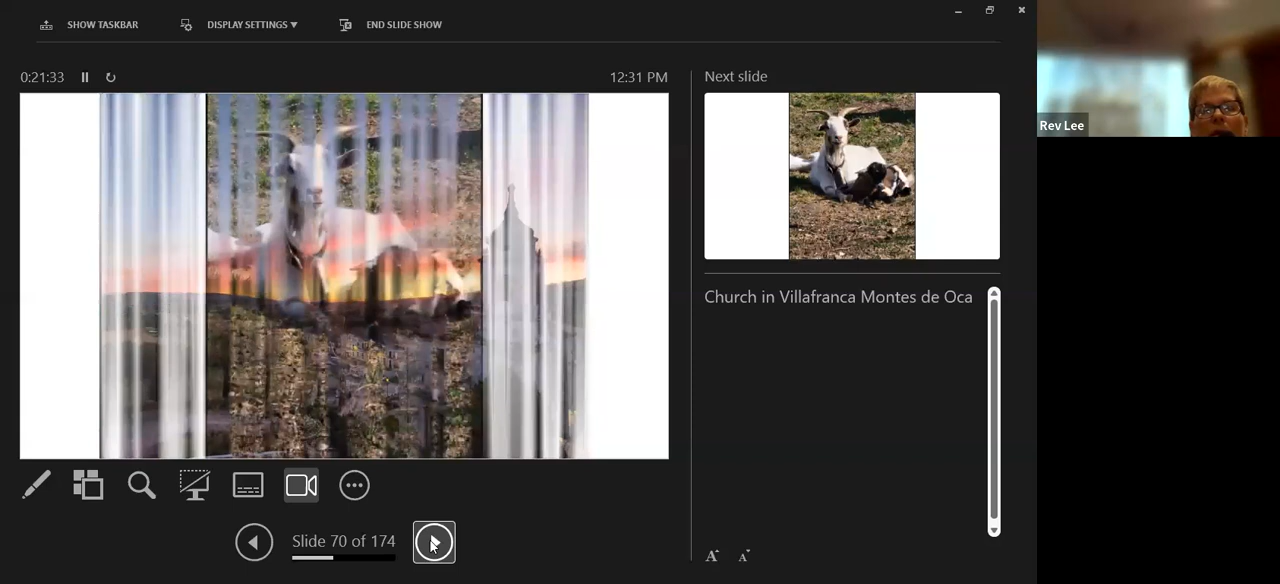 SHOW TASKBAR DISPLAY SETTINGS ▼ END SLIDE SHOW
0:21:33 12:31 PM
Next slide
Rev Lee
Church in Villafranca Montes de Oca
Slide 70 of 174
A A